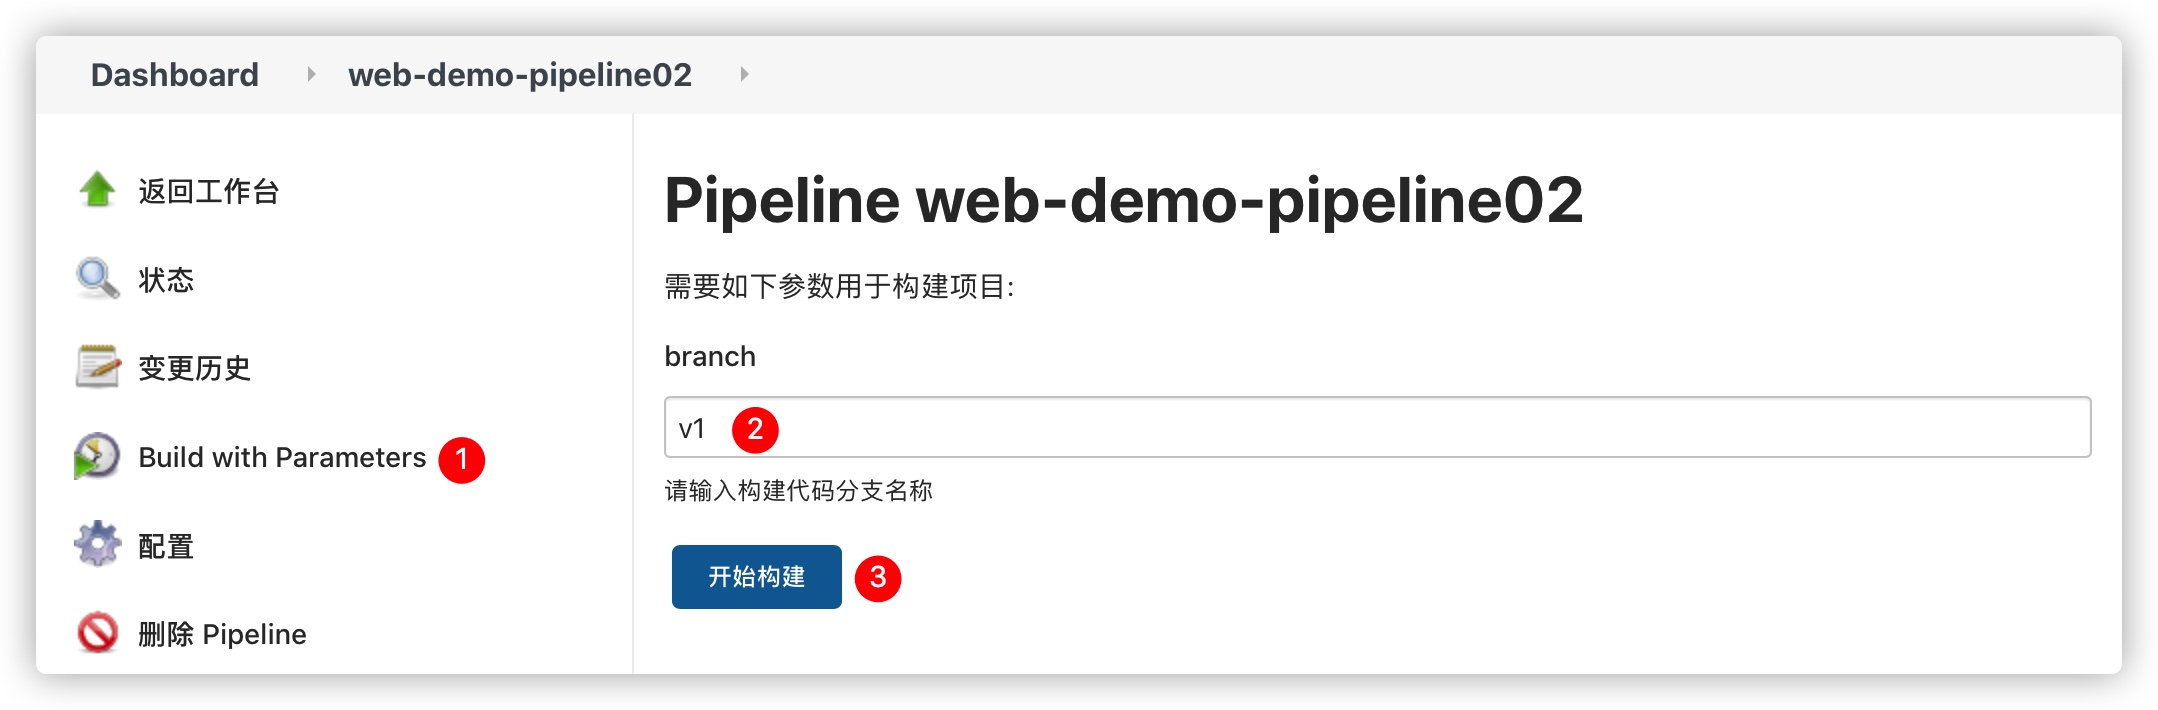 Dashboard web-demo-pipeline02
返回工作台
状态
变更历史
Build with Parameters 1
配置
删除 Pipeline
Pipeline web-demo-pipeline02
需要如下参数用于构建项目:
branch
v1 2
请输入构建代码分支名称
开始构建 3